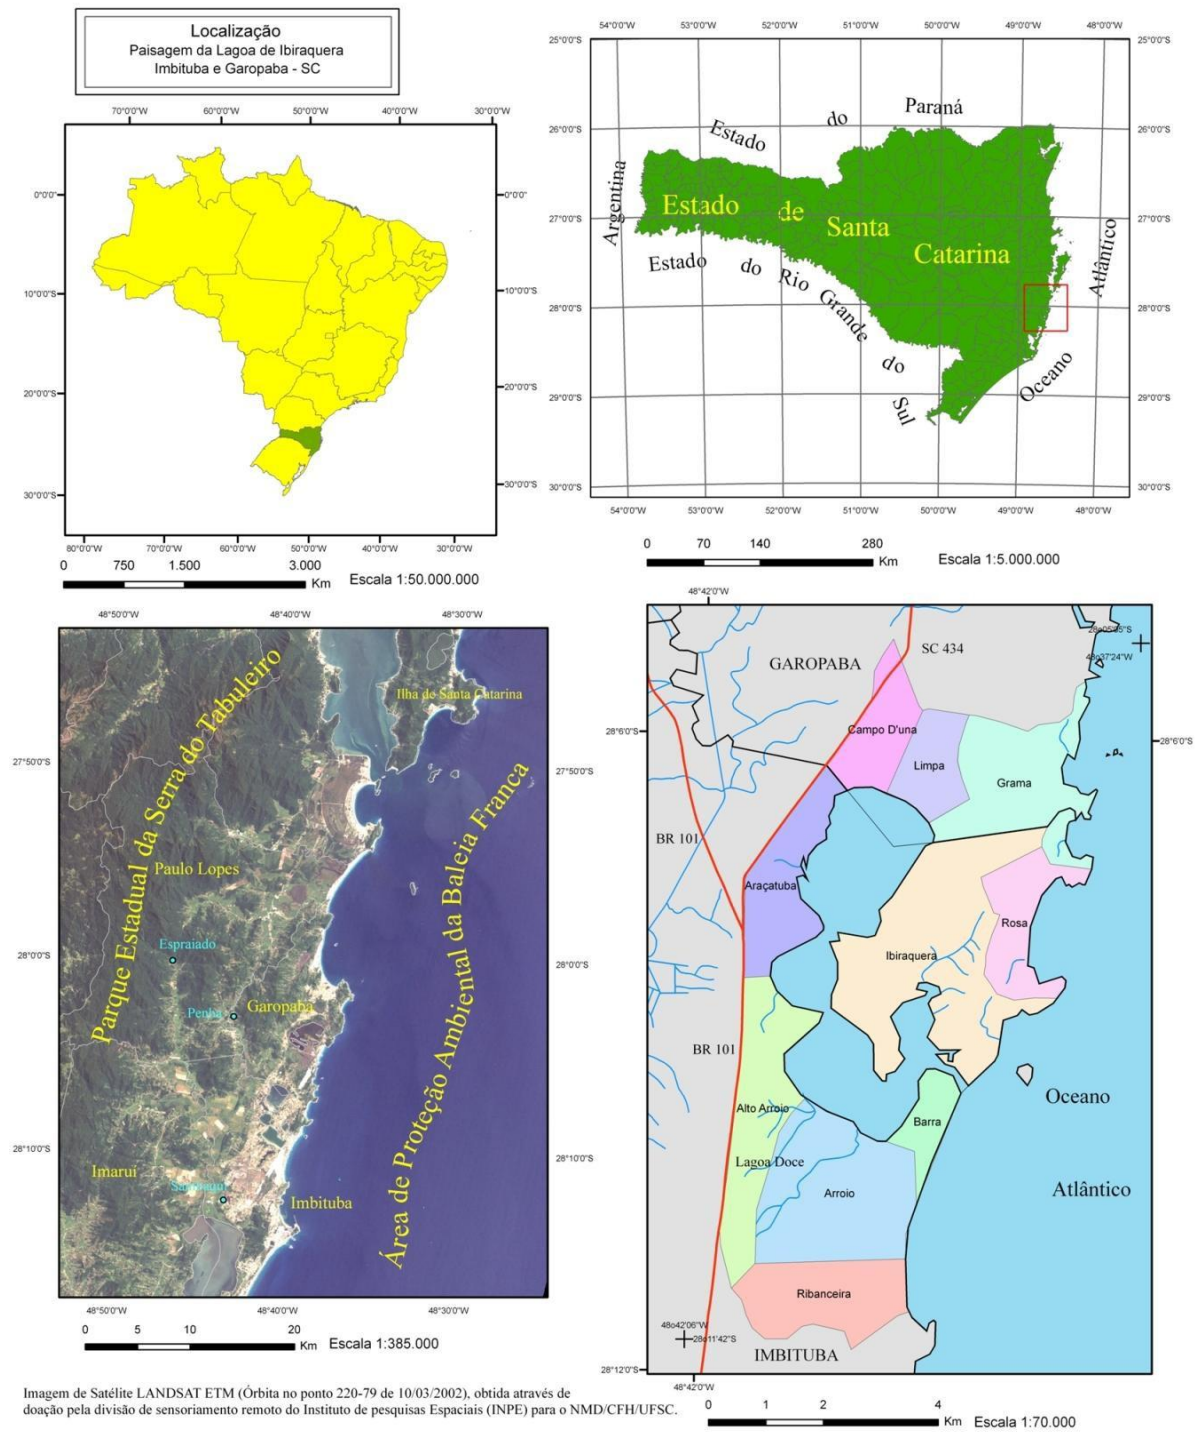 Localização
Paisagem da Lagoa de Ibiraquera
Imbituba e Garopaba - SC
70°0'0"W 60°0'0"W 50°0'0"W 40°0'0"W 30°0'0"W
0°0'0" 0°0'0"
10°0'0"S 10°0'0"S
20°0'0"S 20°0'0"S
30°0'0"S 30°0'0"S
80°0'0"W 70°0'0"W 60°0'0"W 50°0'0"W 40°0'0"W 30°0'0"W
0 750 1.500 3.000
Km Escala 1:50.000.000
54°0'0"W 53°0'0"W 52°0'0"W 51°0'0"W 50°0'0"W 49°0'0"W 48°0'0"W
25°0'0"S 25°0'0"S
26°0'0"S 26°0'0"S
27°0'0"S 27°0'0"S
28°0'0"S 28°0'0"S
29°0'0"S 29°0'0"S
30°0'0"S 30°0'0"S
Estado do Paraná
Argentina
Estado de Santa Catarina
Estado do Rio Grande do Sul
Oceano Atlântico
54°0'0"W 53°0'0"W 52°0'0"W 51°0'0"W 50°0'0"W 49°0'0"W 48°0'0"W
0 70 140 280
Km Escala 1:5.000.000
48°50'0"W 48°40'0"W 48°30'0"W
27°50'0"S 27°50'0"S
28°0'0"S 28°0'0"S
28°10'0"S 28°10'0"S
Parque Estadual da Serra do Tabuleiro
Ilha de Santa Catarina
Área de Proteção Ambiental da Baleia Franca
Paulo Lopes
Espraiado
Penha
Garopaba
Imaruí
Imbituba
48°50'0"W 48°40'0"W 48°30'0"W
0 5 10 20
Km Escala 1:385.000
48°42'0"W
28o05'55"S
48o37'24"W
GAROPABA
SC 434
28°6'0"S 28°6'0"S
Campo D'una
Limpa
Grama
BR 101
Araçatuba
Rosa
Ibiraquera
BR 101
Alto Arroio
Barra
Lagoa Doce
Arroio
Oceano
Atlântico
Ribanceira
48o42'06"W
28o11'42"S
IMBITUBA
28°12'0"S
48°42'0"W
0 1 2 4
Km Escala 1:70.000
Imagem de Satélite LANDSAT ETM (Órbita no ponto 220-79 de 10/03/2002), obtida através de
doação pela divisão de sensoriamento remoto do Instituto de pesquisas Espaciais (INPE) para o NMD/CFH/UFSC.